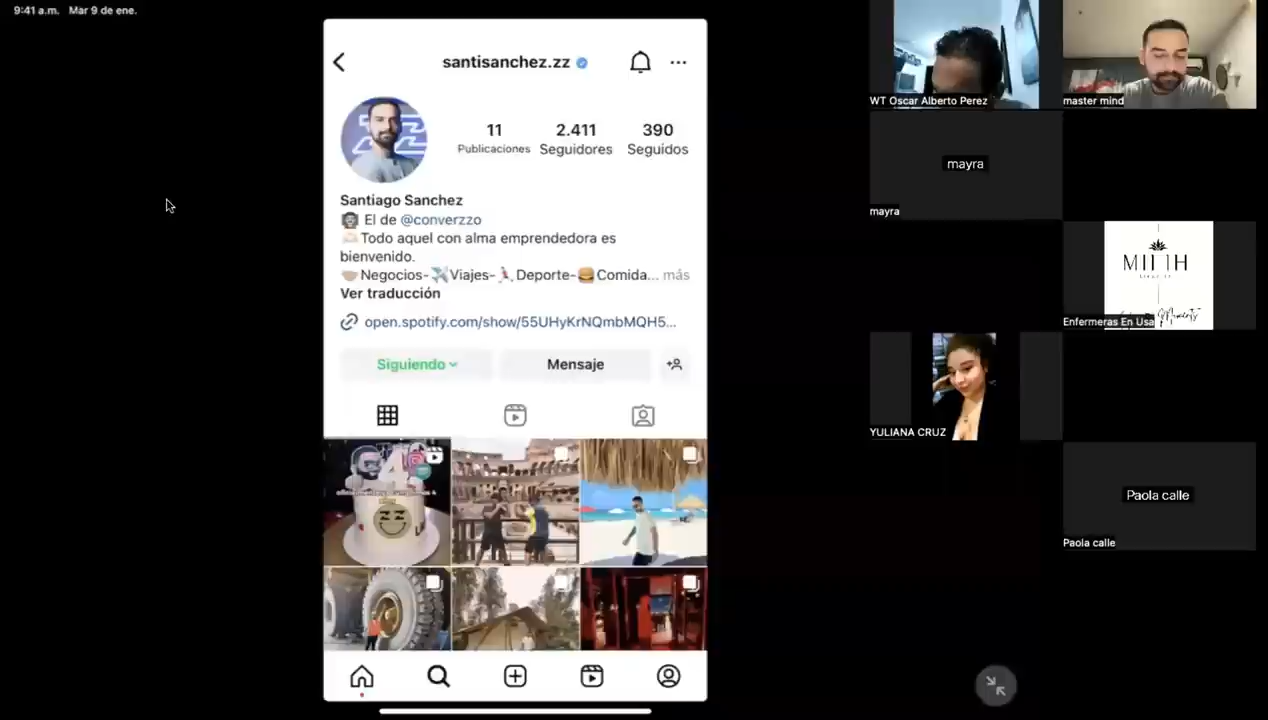 9:41 a.m. Mar 9 de ene.
santisanchez.zz
11
2.411
390
Publicaciones
Seguidores
Seguidos
Santiago Sanchez
El de @converzzo
Todo aquel con alma emprendedora es
bienvenido.
Negocios- Viajes- Deporte- Comida... más
Ver traducción
open.spotify.com/show/55UHyKrNQmbMQH5...
Siguiendo
Mensaje
WT Oscar Alberto Perez
master mind
mayra
mayra
Enfermeras En Usa
YULIANA CRUZ
Paola calle
Paola calle